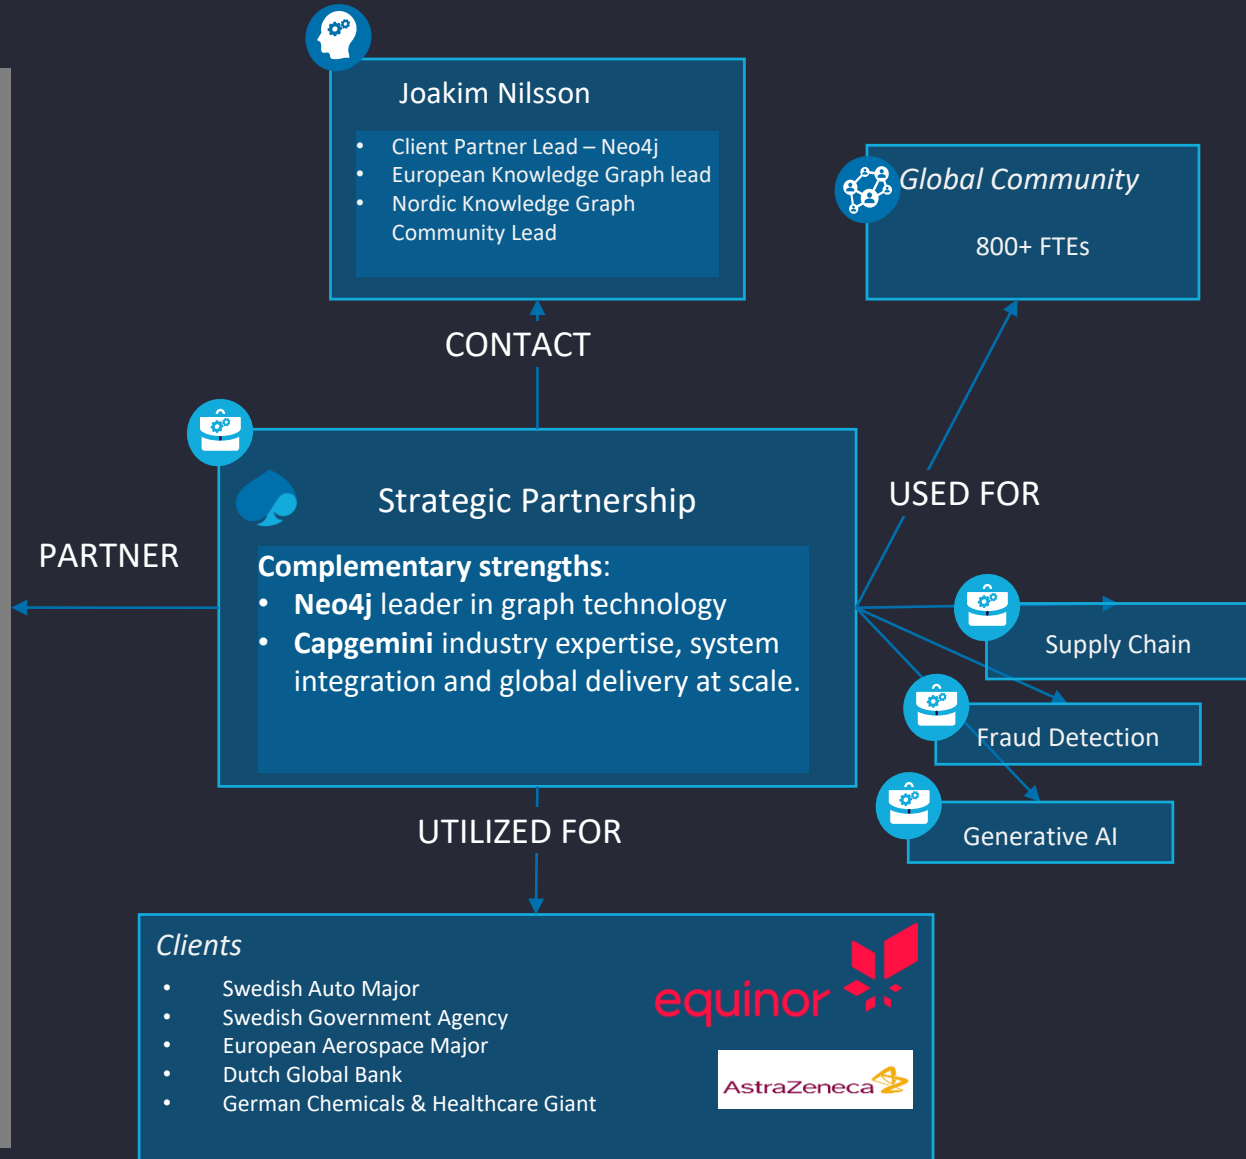 Joakim Nilsson
• Client Partner Lead – Neo4j
• European Knowledge Graph lead
• Nordic Knowledge Graph
Community Lead
Global Community
800+ FTEs
CONTACT
USED FOR
PARTNER
Strategic Partnership
Complementary strengths:
• Neo4j leader in graph technology
• Capgemini industry expertise, system
integration and global delivery at scale.
Supply Chain
Fraud Detection
Generative AI
UTILIZED FOR
Clients
• Swedish Auto Major
• Swedish Government Agency
• European Aerospace Major
• Dutch Global Bank
• German Chemicals & Healthcare Giant
equinor
AstraZeneca